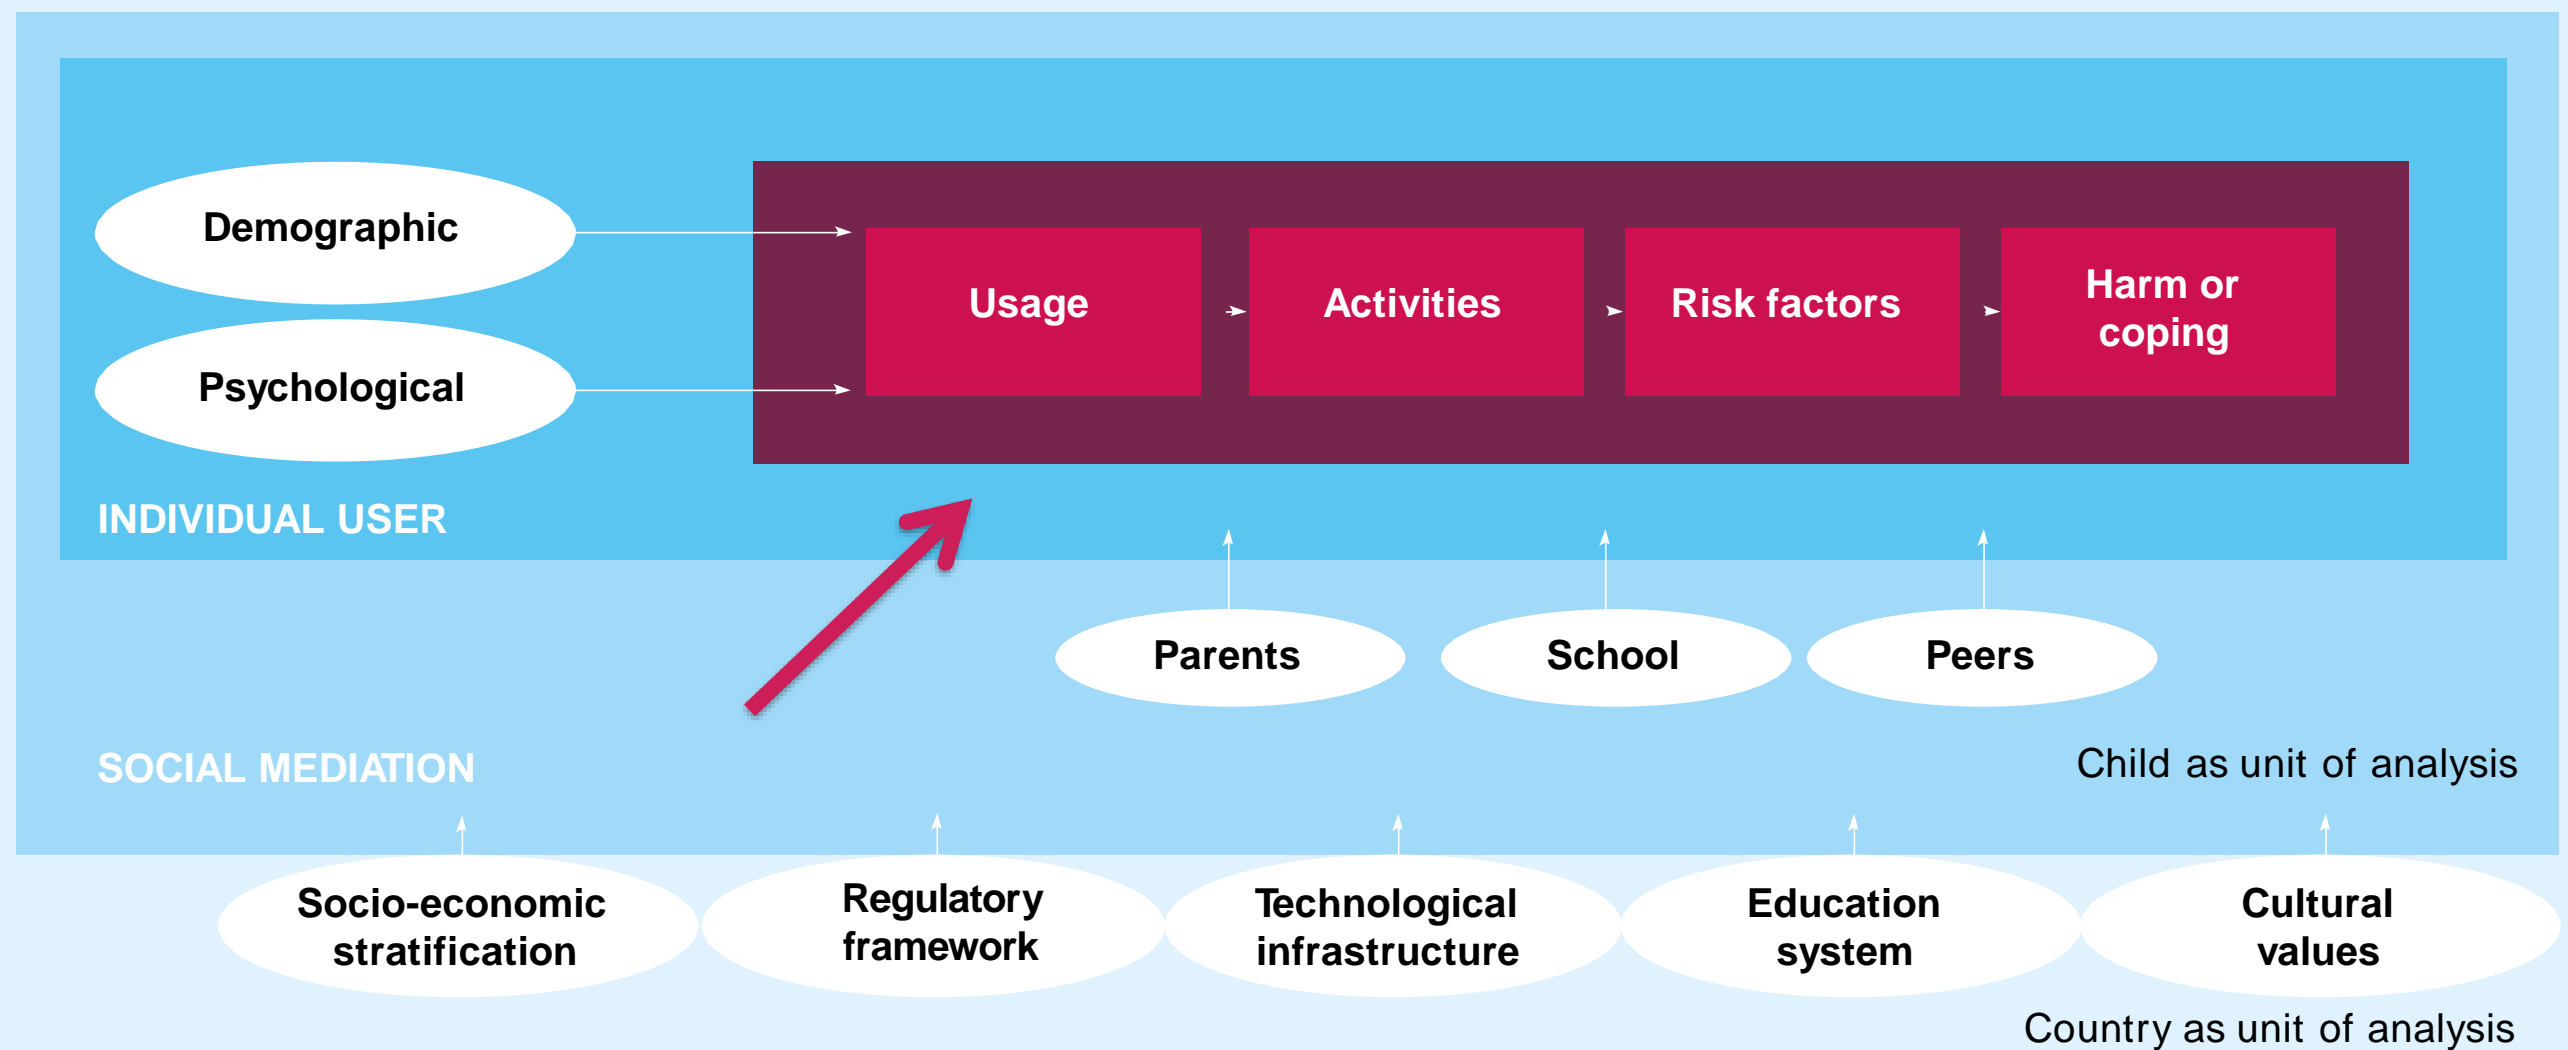 Demographic
Psychological
Usage
Activities
Risk factors
Harm or
coping
INDIVIDUAL USER
Parents
School
Peers
SOCIAL MEDIATION
Child as unit of analysis
Socio-economic
stratification
Regulatory
framework
Technological
infrastructure
Education
system
Cultural
values
Country as unit of analysis